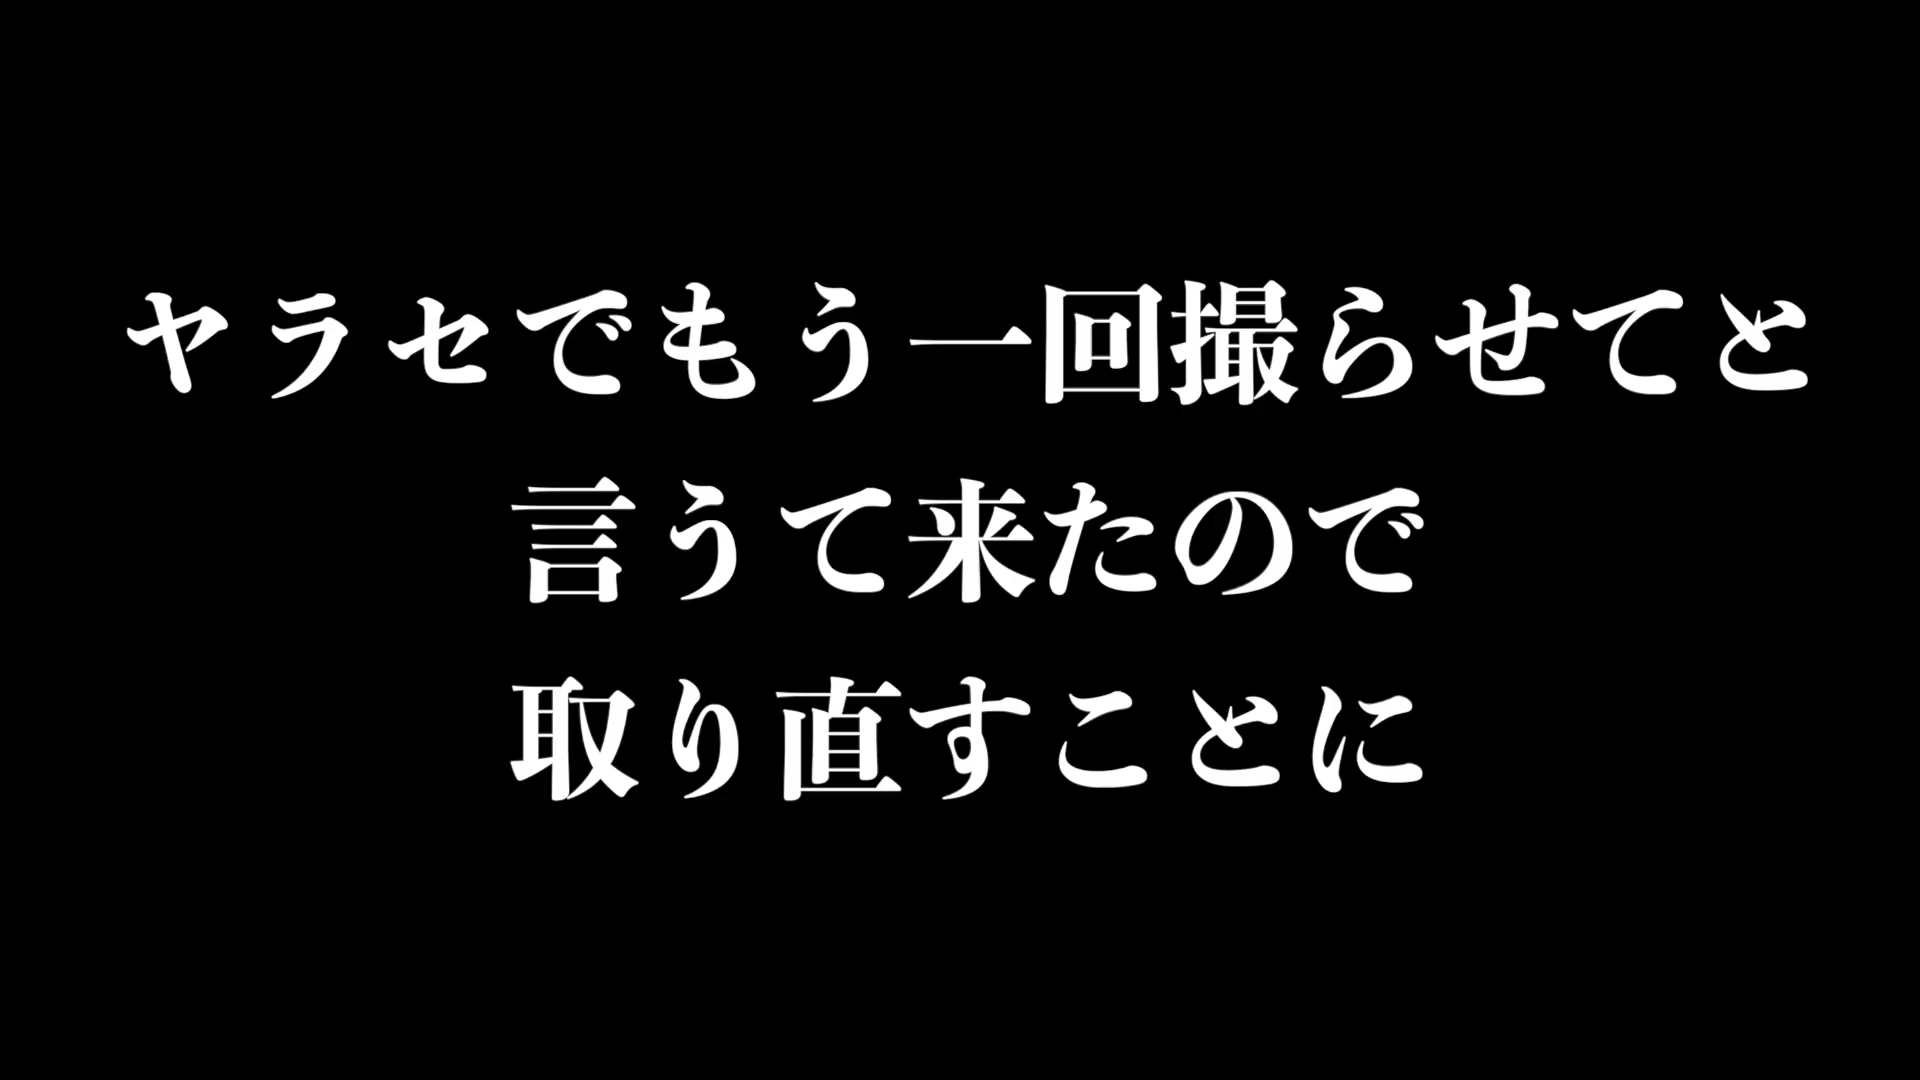 ヤラセでもう一回撮らせてと
言うて来たので
取り直すことに